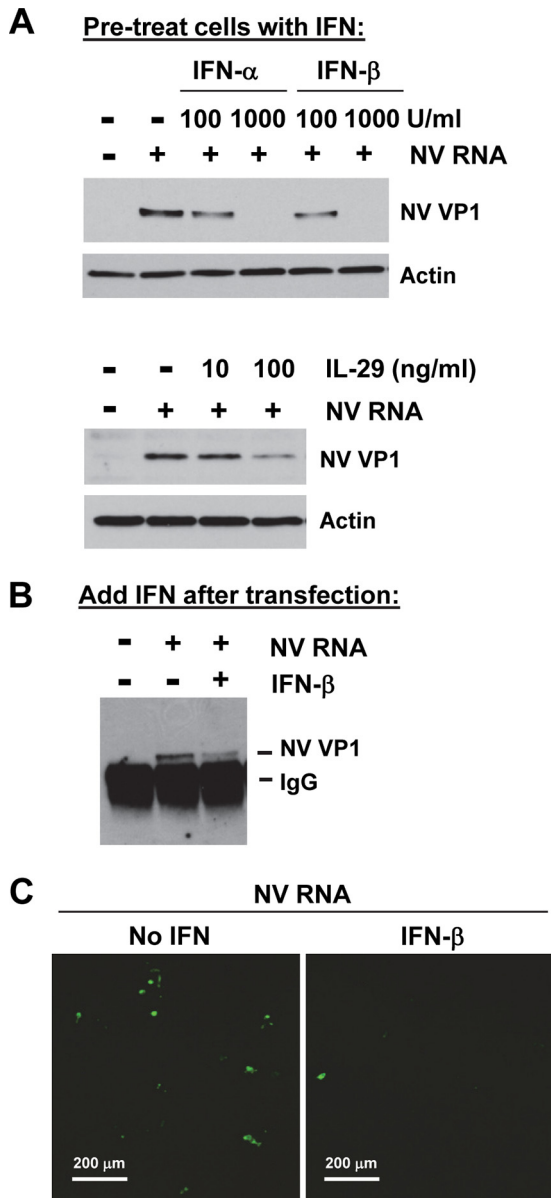 A
Pre-treat cells with IFN:
IFN-α IFN-β
- - 100 1000 100 1000 U/ml
- + + + + + NV RNA
NV VP1
Actin
- - 10 100 IL-29 (ng/ml)
- + + + NV RNA
NV VP1
Actin
B
Add IFN after transfection:
- + + NV RNA
- - + IFN-β
– NV VP1
– IgG
C
NV RNA
No IFN IFN-β
200 μm 200 μm